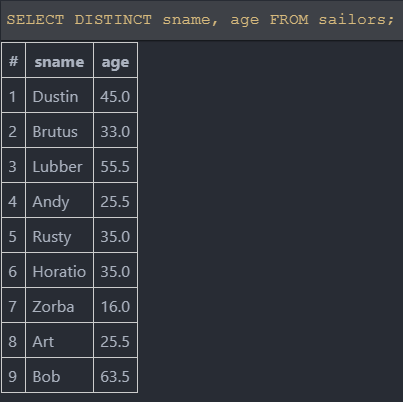 SELECT DISTINCT sname, age FROM sailors;
# sname age
1 Dustin 45.0
2 Brutus 33.0
3 Lubber 55.5
4 Andy 25.5
5 Rusty 35.0
6 Horatio 35.0
7 Zorba 16.0
8 Art 25.5
9 Bob 63.5